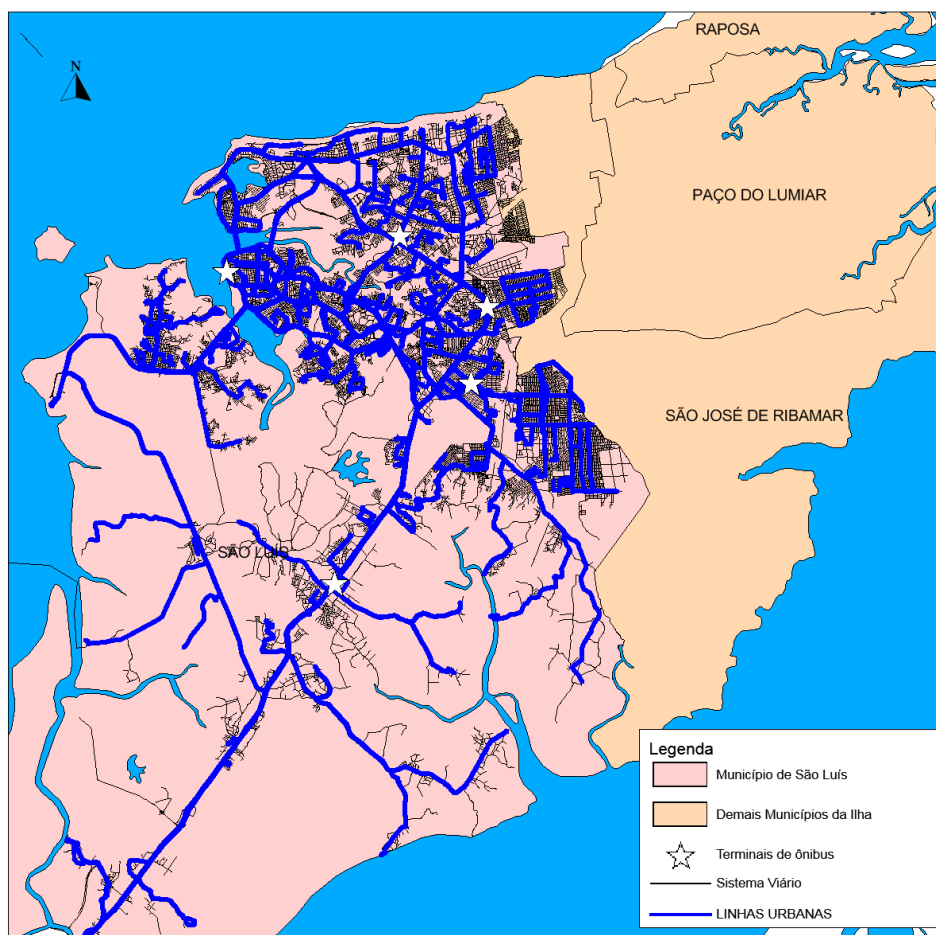 RAPOSA
N
PAÇO DO LUMIAR
SÃO JOSÉ DE RIBAMAR
SÃO LUÍS
Legenda
Município de São Luís
Demais Municípios da Ilha
Terminais de ônibus
Sistema Viário
LINHAS URBANAS